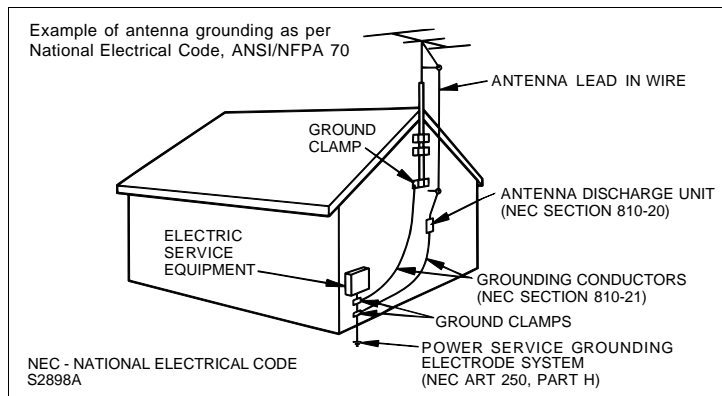 Example of antenna grounding as per
National Electrical Code, ANSI/NFPA 70
ANTENNA LEAD IN WIRE
GROUND
CLAMP
ANTENNA DISCHARGE UNIT
(NEC SECTION 810-20)
ELECTRIC
SERVICE
EQUIPMENT
GROUNDING CONDUCTORS
(NEC SECTION 810-21)
GROUND CLAMPS
POWER SERVICE GROUNDING
ELECTRODE SYSTEM
(NEC ART 250, PART H)
NEC - NATIONAL ELECTRICAL CODE
S2898A